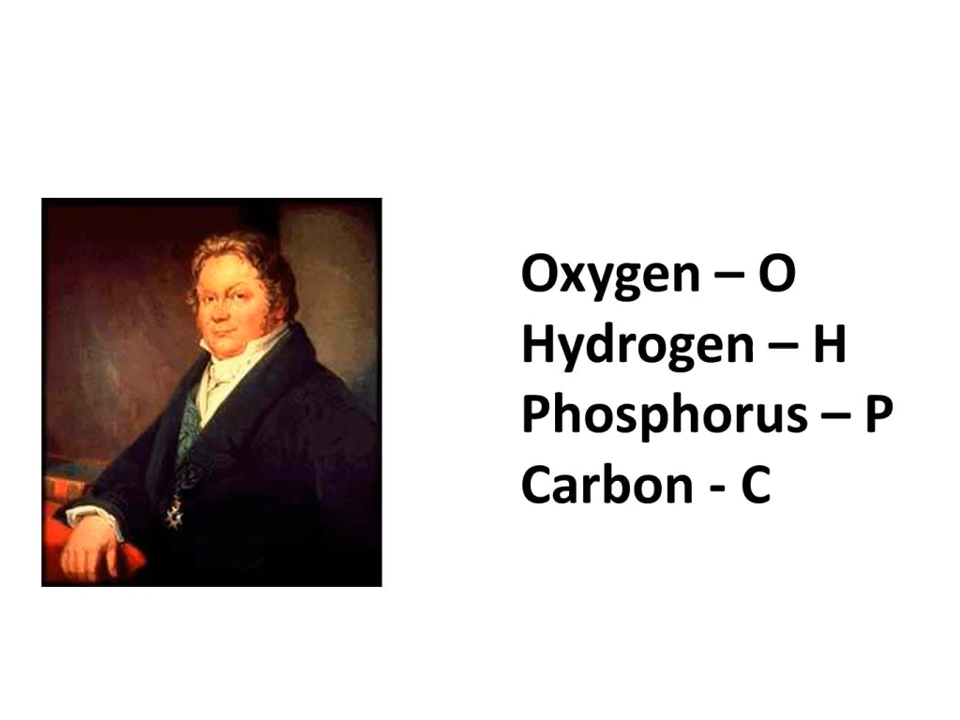 Oxygen – O
Hydrogen – H
Phosphorus – P
Carbon - C